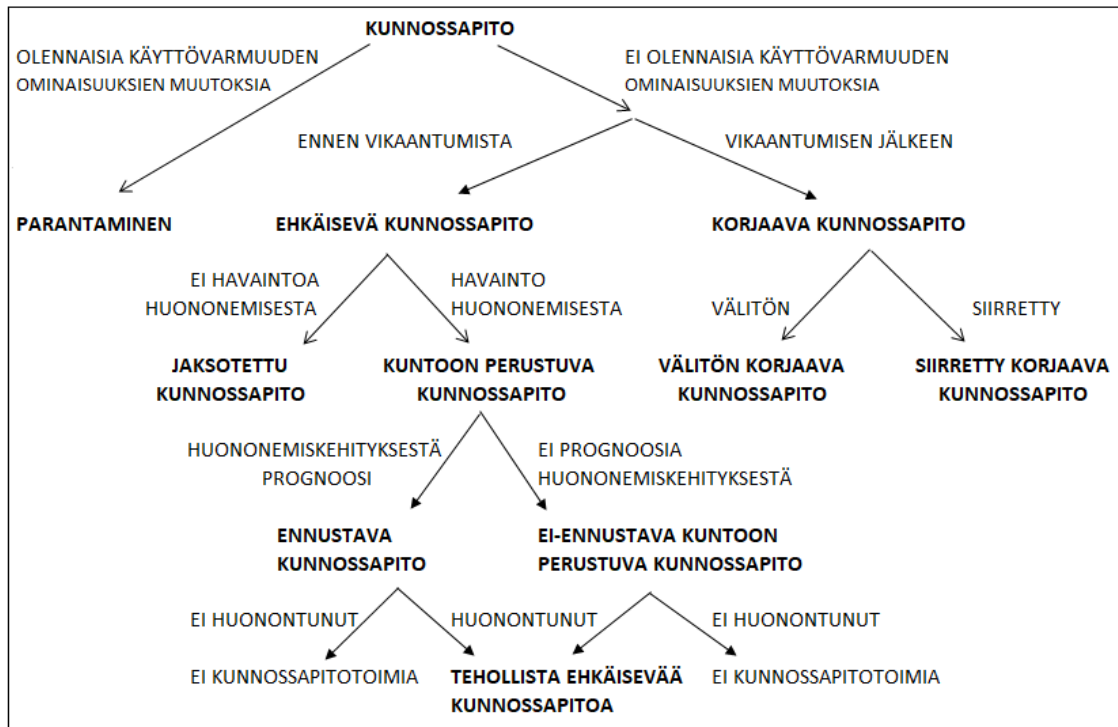 KUNNOSSAPITO
OLENNAISIA KÄYTTÖVARMUUDEN
OMINAISUUKSIEN MUUTOKSIA
EI OLENNAISIA KÄYTTÖVARMUUDEN
OMINAISUUKSIEN MUUTOKSIA
ENNEN VIKAANTUMISTA
VIKAANTUMISEN JÄLKEEN
PARANTAMINEN
EHKÄISEVÄ KUNNOSSAPITO
KORJAAVA KUNNOSSAPITO
EI HAVAINTOA
HUONONEMISESTA
HAVAINTO
HUONONEMISESTA
VÄLITÖN
SIIRRETTY
JAKSOTETTU
KUNNOSSAPITO
KUNTOON PERUSTUVA
KUNNOSSAPITO
VÄLITÖN KORJAAVA
KUNNOSSAPITO
SIIRRETTY KORJAAVA
KUNNOSSAPITO
HUONONEMISKEHITYKSESTÄ
PROGNOOSI
EI PROGNOOSIA
HUONONEMISKEHITYKSESTÄ
ENNUSTAVA
KUNNOSSAPITO
EI-ENNUSTAVA KUNTOON
PERUSTUVA KUNNOSSAPITO
EI HUONONTUNUT
HUONONTUNUT
EI HUONONTUNUT
EI KUNNOSSAPITOTOIMIA
TEHOLLISTA EHKÄISEVÄÄ
KUNNOSSAPITOA
EI KUNNOSSAPITOTOIMIA